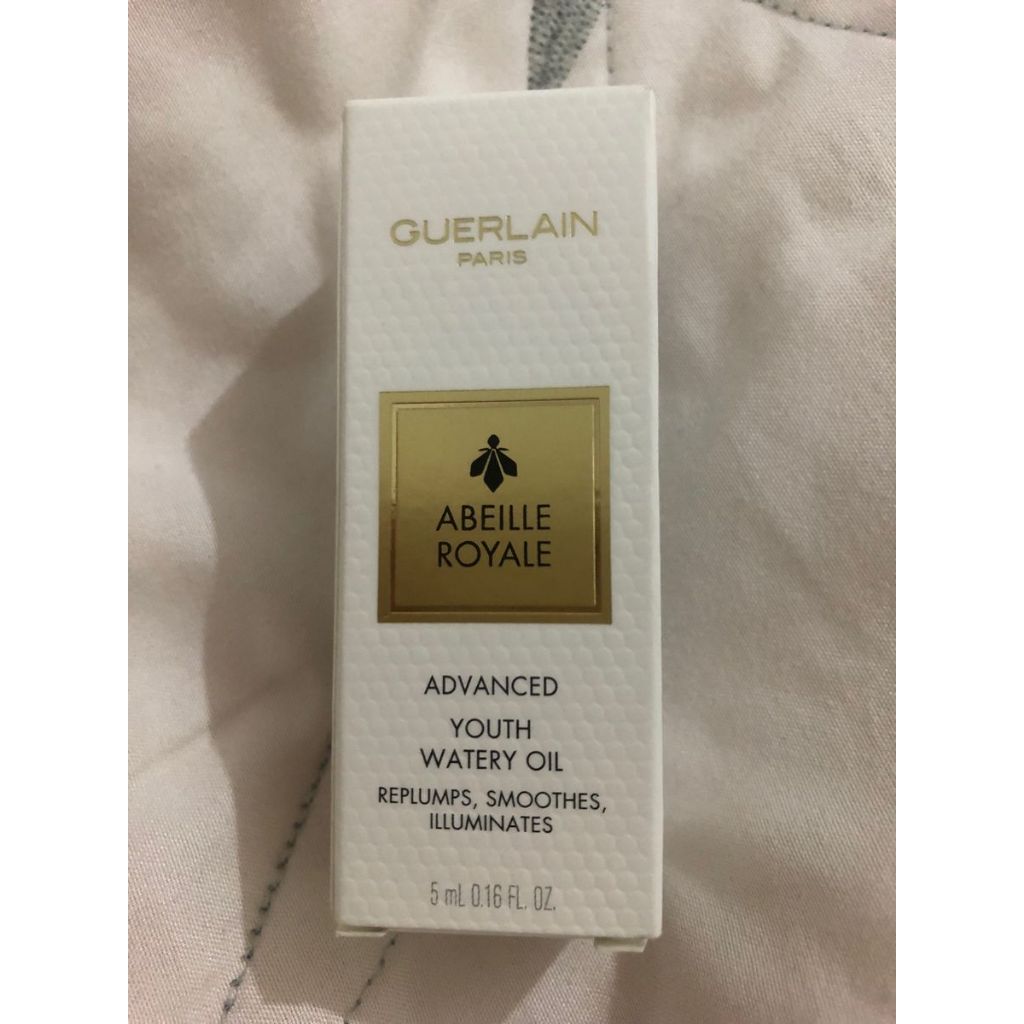 GUERLAIN
PARIS
ABEILLE
ROYALE
ADVANCED
YOUTH
WATERY OIL
REPLUMPS, SMOOTHES,
ILLUMINATES
5 mL 0.16 FL. OZ.